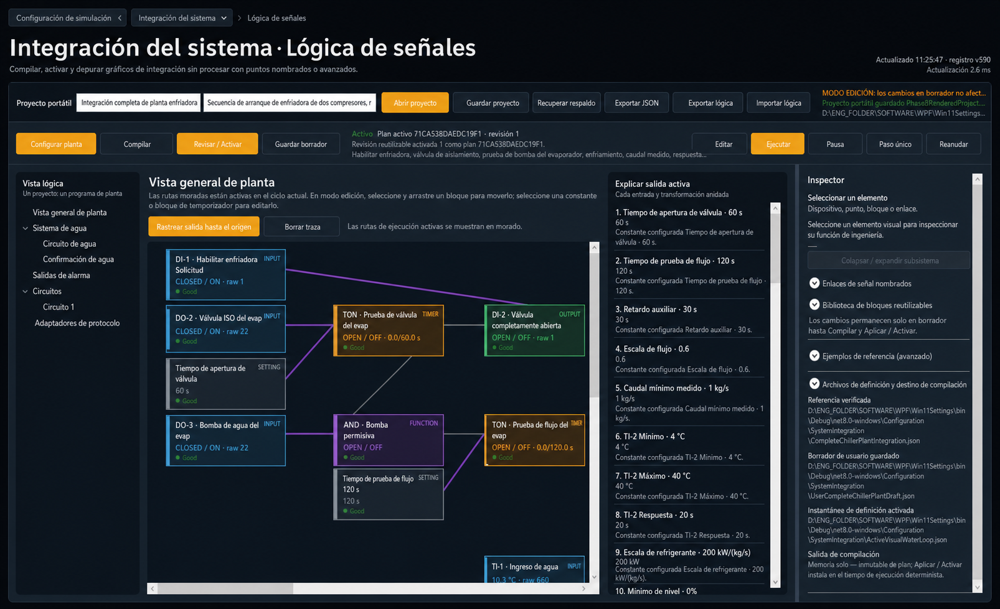 Configuración de simulación
Integración del sistema
Lógica de señales
Integración del sistema · Lógica de señales
Compilar, activar y depurar gráficos de integración sin procesar con puntos nombrados o avanzados.
Actualizado 11:25:47 · registro v590
Actualización 2.6 ms
Proyecto portátil
Integración completa de planta enfriadora
Secuencia de arranque de enfriadora de dos compresores, r
Abrir proyecto
Guardar proyecto
Recuperar respaldo
Exportar JSON
Exportar lógica
Importar lógica
MODO EDICIÓN: los cambios en borrador no afect...
Proyecto portátil guardado Phase8RenderedProject....
D:\ENG_FOLDER\SOFTWARE\WPF\Win11Settings...
Configurar planta
Compilar
Revisar / Activar
Guardar borrador
Activo Plan activo 71CA538DAEDC19F1 · revisión 1
Revisión reutilizable activada 1 como plan 71CA538DAEDC19F1.
Habilitar enfriadora, válvula de aislamiento, prueba de bomba del evaporador, enfriamiento, caudal medido, respuesta...
Editar
Ejecutar
Pausa
Paso único
Reanudar
Vista lógica
Un proyecto: un programa de planta
Vista general de planta
Sistema de agua
Circuito de agua
Confirmación de agua
Salidas de alarma
Circuitos
Circuito 1
Adaptadores de protocolo
Vista general de planta
Las rutas moradas están activas en el ciclo actual. En modo edición, seleccione y arrastre un bloque para moverlo; seleccione una constante
o bloque de temporizador para editarlo.
Rastrear salida hasta el origen
Borrar traza
Las rutas de ejecución activas se muestran en morado.
DI-1 · Habilitar enfriadora INPUT
Solicitud
CLOSED / ON · raw 1
Good
DO-2 · Válvula ISO del evap INPUT
CLOSED / ON · raw 22
Good
Tiempo de apertura de SETTING
válvula
60 s
Good
DO-3 · Bomba de agua del INPUT
evap
CLOSED / ON · raw 22
Good
TON · Prueba de válvula TIMER
del evap
OPEN / OFF · 0.0/60.0 s
Good
AND · Bomba FUNCTION
permisiva
OPEN / OFF
Good
Tiempo de prueba de flujo SETTING
120 s
120 s
Good
DI-2 · Válvula OUTPUT
completamente abierta
OPEN / OFF · raw 1
Good
TON · Prueba de flujo del TIMER
evap
OPEN / OFF · 0.0/120.0 s
Good
TI-1 · Ingreso de agua INPUT
10.3 °C · raw 660
Explicar salida activa
Cada entrada y transformación anidada
1. Tiempo de apertura de válvula · 60 s
60 s
Constante configurada Tiempo de apertura de
válvula · 60 s.
2. Tiempo de prueba de flujo · 120 s
120 s
Constante configurada Tiempo de prueba de flujo ·
120 s.
3. Retardo auxiliar · 30 s
30 s
Constante configurada Retardo auxiliar · 30 s.
4. Escala de flujo · 0.6
0.6
Constante configurada Escala de flujo · 0.6.
5. Caudal mínimo medido · 1 kg/s
1 kg/s
Constante configurada Caudal mínimo medido · 1
kg/s.
6. TI-2 Mínimo · 4 °C
4 °C
Constante configurada TI-2 Mínimo · 4 °C.
7. TI-2 Máximo · 40 °C
40 °C
Constante configurada TI-2 Máximo · 40 °C.
8. TI-2 Respuesta · 20 s
20 s
Constante configurada TI-2 Respuesta · 20 s.
9. Escala de refrigerante · 200 kW/(kg/s)
200 kW
Constante configurada Escala de refrigerante · 200
kW/(kg/s).
10. Mínimo de nivel · 0%
Inspector
Seleccionar un elemento
Dispositivo, punto, bloque o enlace.
Seleccione un elemento visual para inspeccionar
su función de ingeniería.
—
Colapsar / expandir subsistema
Enlaces de señal nombrados
Biblioteca de bloques reutilizables
Los cambios permanecen solo en borrador
hasta Compilar y Aplicar / Activar.
Ejemplos de referencia (avanzado)
Archivos de definición y destino de compilación
Referencia verificada
D:\ENG_FOLDER\SOFTWARE\WPF\Win11Settings\bin
\Debug\net8.0-windows\Configuration
\SystemIntegration
\CompleteChillerPlantIntegration.json
Borrador de usuario guardado
D:\ENG_FOLDER\SOFTWARE\WPF\Win11Settings\bin
\Debug\net8.0-windows\Configuration
\SystemIntegration
\UserCompleteChillerPlantDraft.json
Instantánee de definición activada
D:\ENG_FOLDER\SOFTWARE\WPF\Win11Settings\bin
\Debug\net8.0-windows\Configuration
\SystemIntegration\ActiveVisualWaterLoop.json
Salida de compilación
Memoria solo — inmutable de plan; Aplicar / Activar
instala en el tiempo de ejecución determinista.